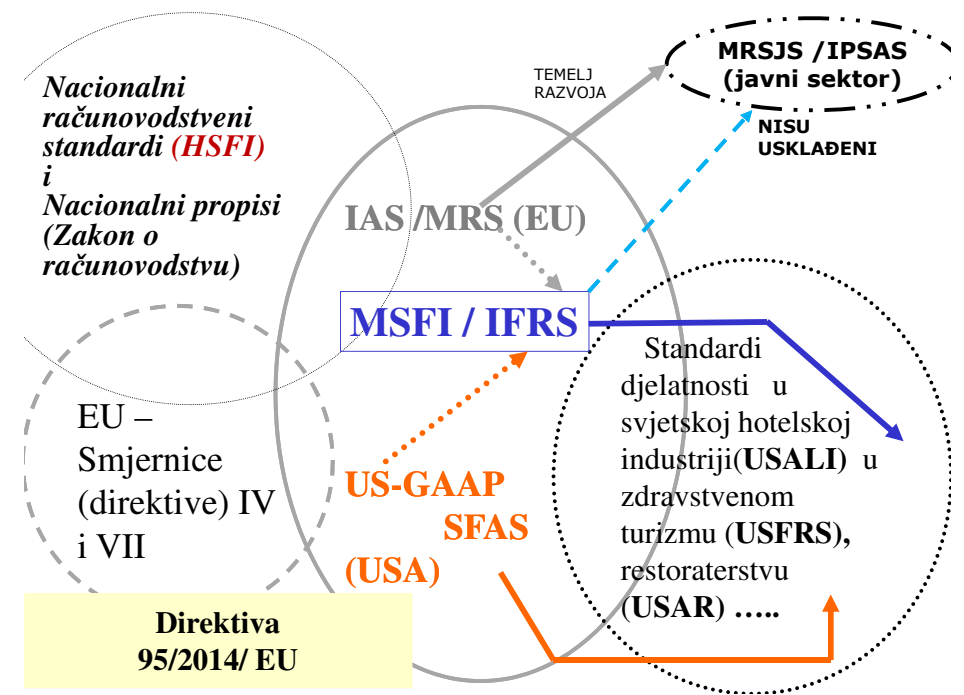 Nacionalni
računovodstveni
standardi (HSFI)
i
Nacionalni propisi
(Zakon o
računovodstvu)
TEMELJ
RAZVOJA
MRSJS /IPSAS
(javni sektor)
NISU
USKLAĐENI
IAS /MRS (EU)
MSFI / IFRS
EU –
Smjernice
(direktive) IV
i VII
US-GAAP
SFAS
(USA)
Standardi
djelatnosti u
svjetskoj hotelskoj
industriji(USALI) u
zdravstvenom
turizmu (USFRS),
restoraterstvu
(USAR) …..
Direktiva
95/2014/ EU